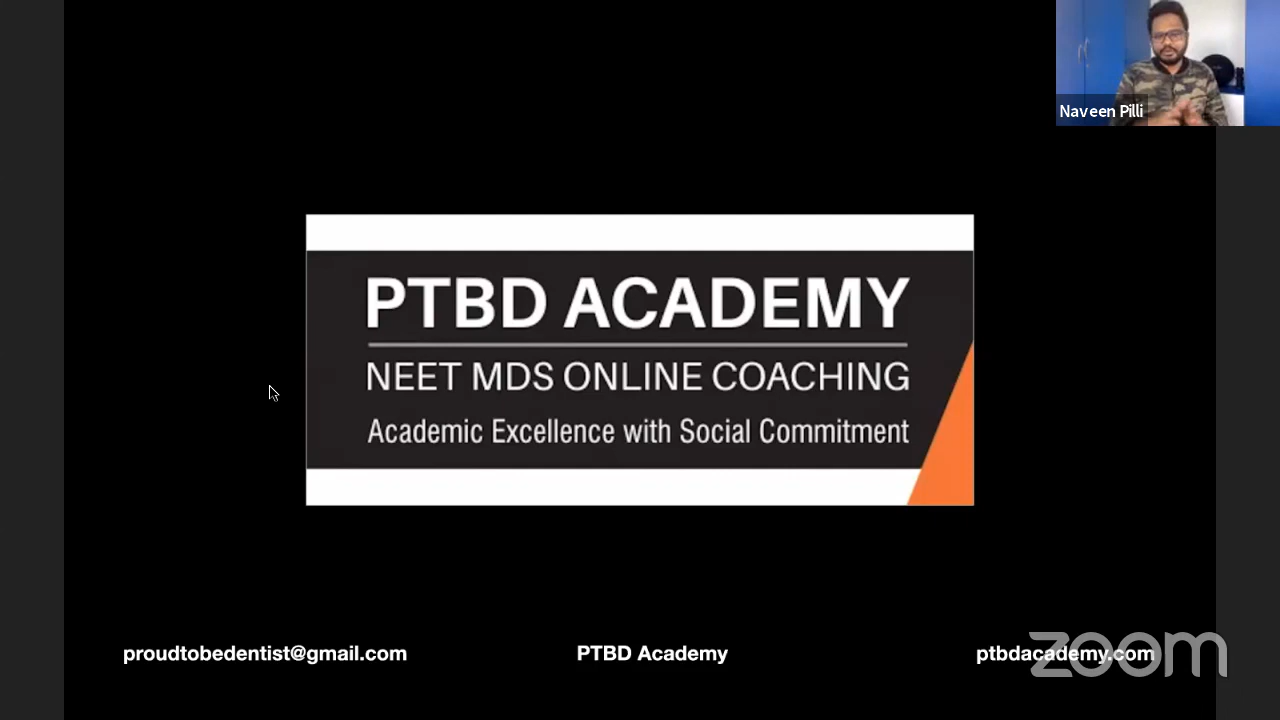 Naveen Pilli
PTBD ACADEMY
NEET MDS ONLINE COACHING
Academic Excellence with Social Commitment
proudtobedentist@gmail.com
PTBD Academy
ptbdacademy.com
zoom